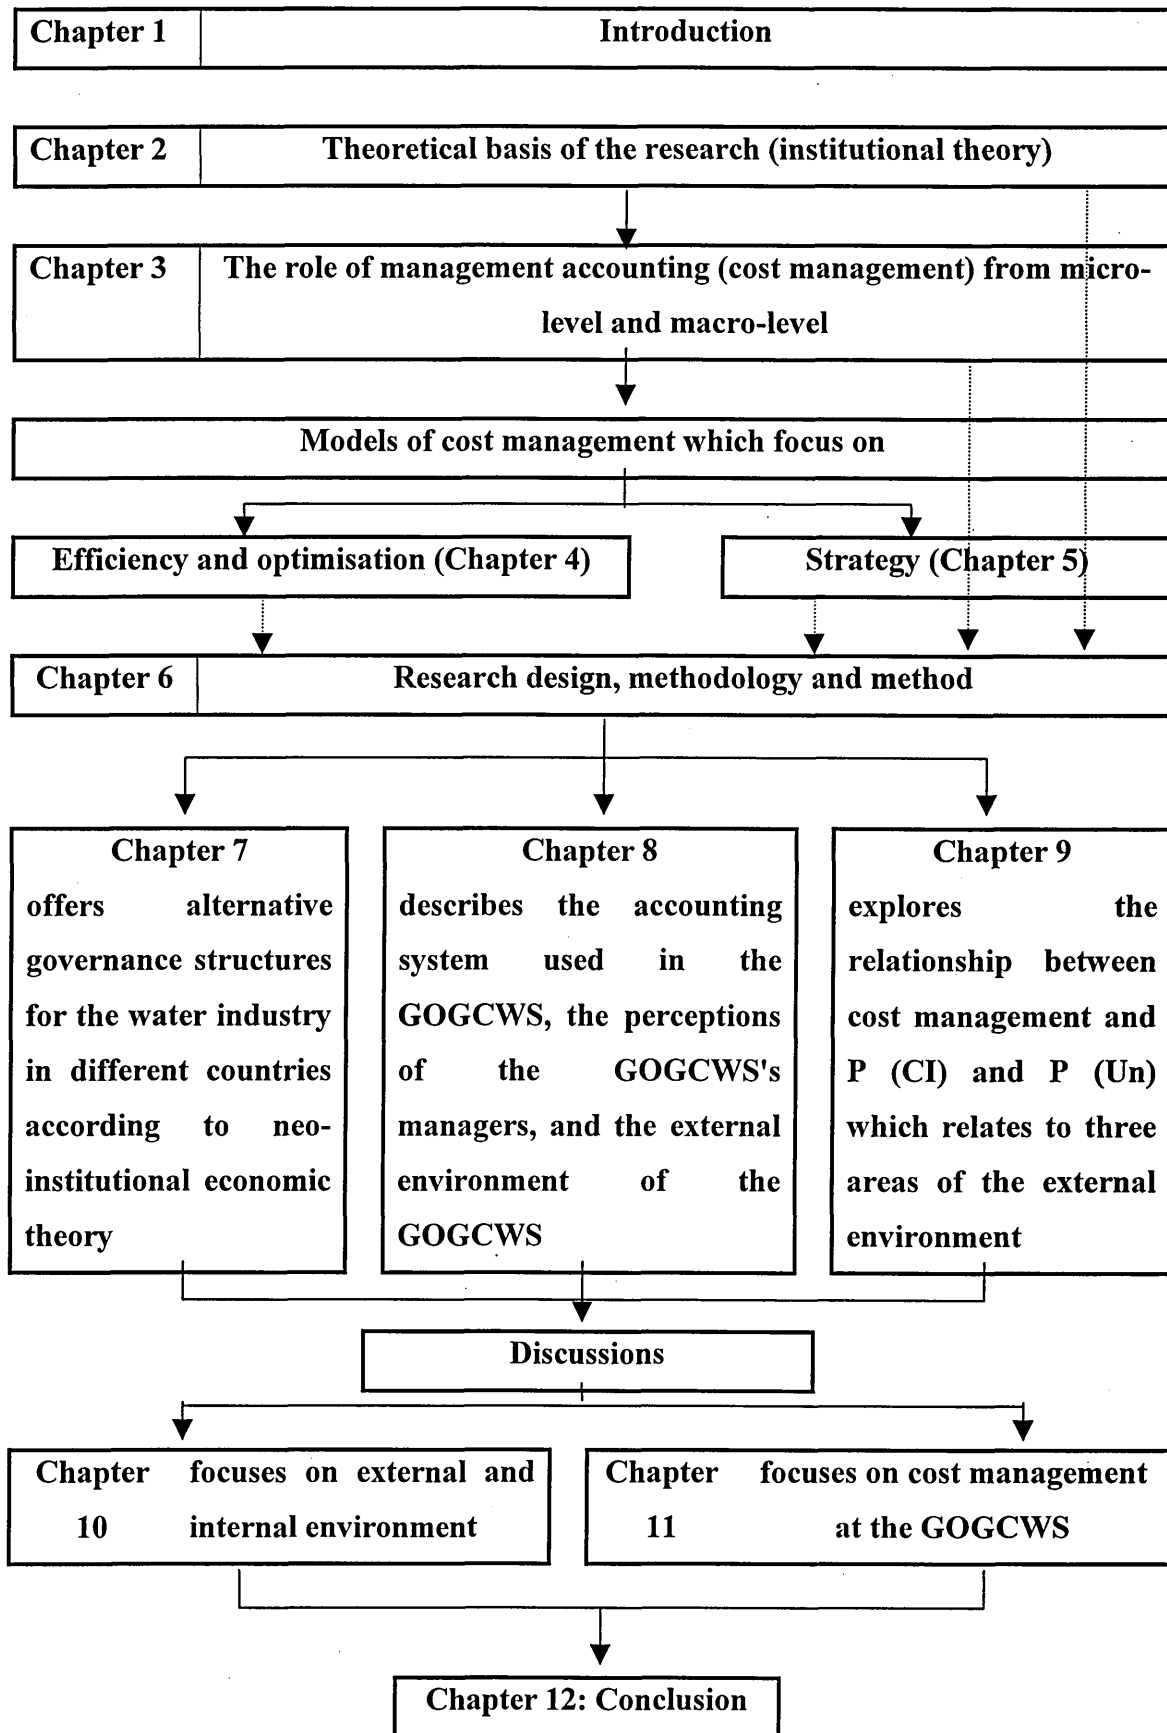 Chapter 1 Introduction
Chapter 2 Theoretical basis of the research (institutional theory)
Chapter 3 The role of management accounting (cost management) from micro-
level and macro-level
Models of cost management which focus on
Efficiency and optimisation (Chapter 4)
Strategy (Chapter 5)
Chapter 6 Research design, methodology and method
Chapter 7
offers alternative
governance structures
for the water industry
in different countries
according to neo-
institutional economic
theory
Chapter 8
describes the accounting
system used in the
GOGCWS, the perceptions
of the GOGCWS's
managers, and the external
environment of the
GOGCWS
Chapter 9
explores the
relationship between
cost management and
P (CI) and P (Un)
which relates to three
areas of the external
environment
Discussions
Chapter focuses on external and
10 internal environment
Chapter focuses on cost management
11 at the GOGCWS
Chapter 12: Conclusion